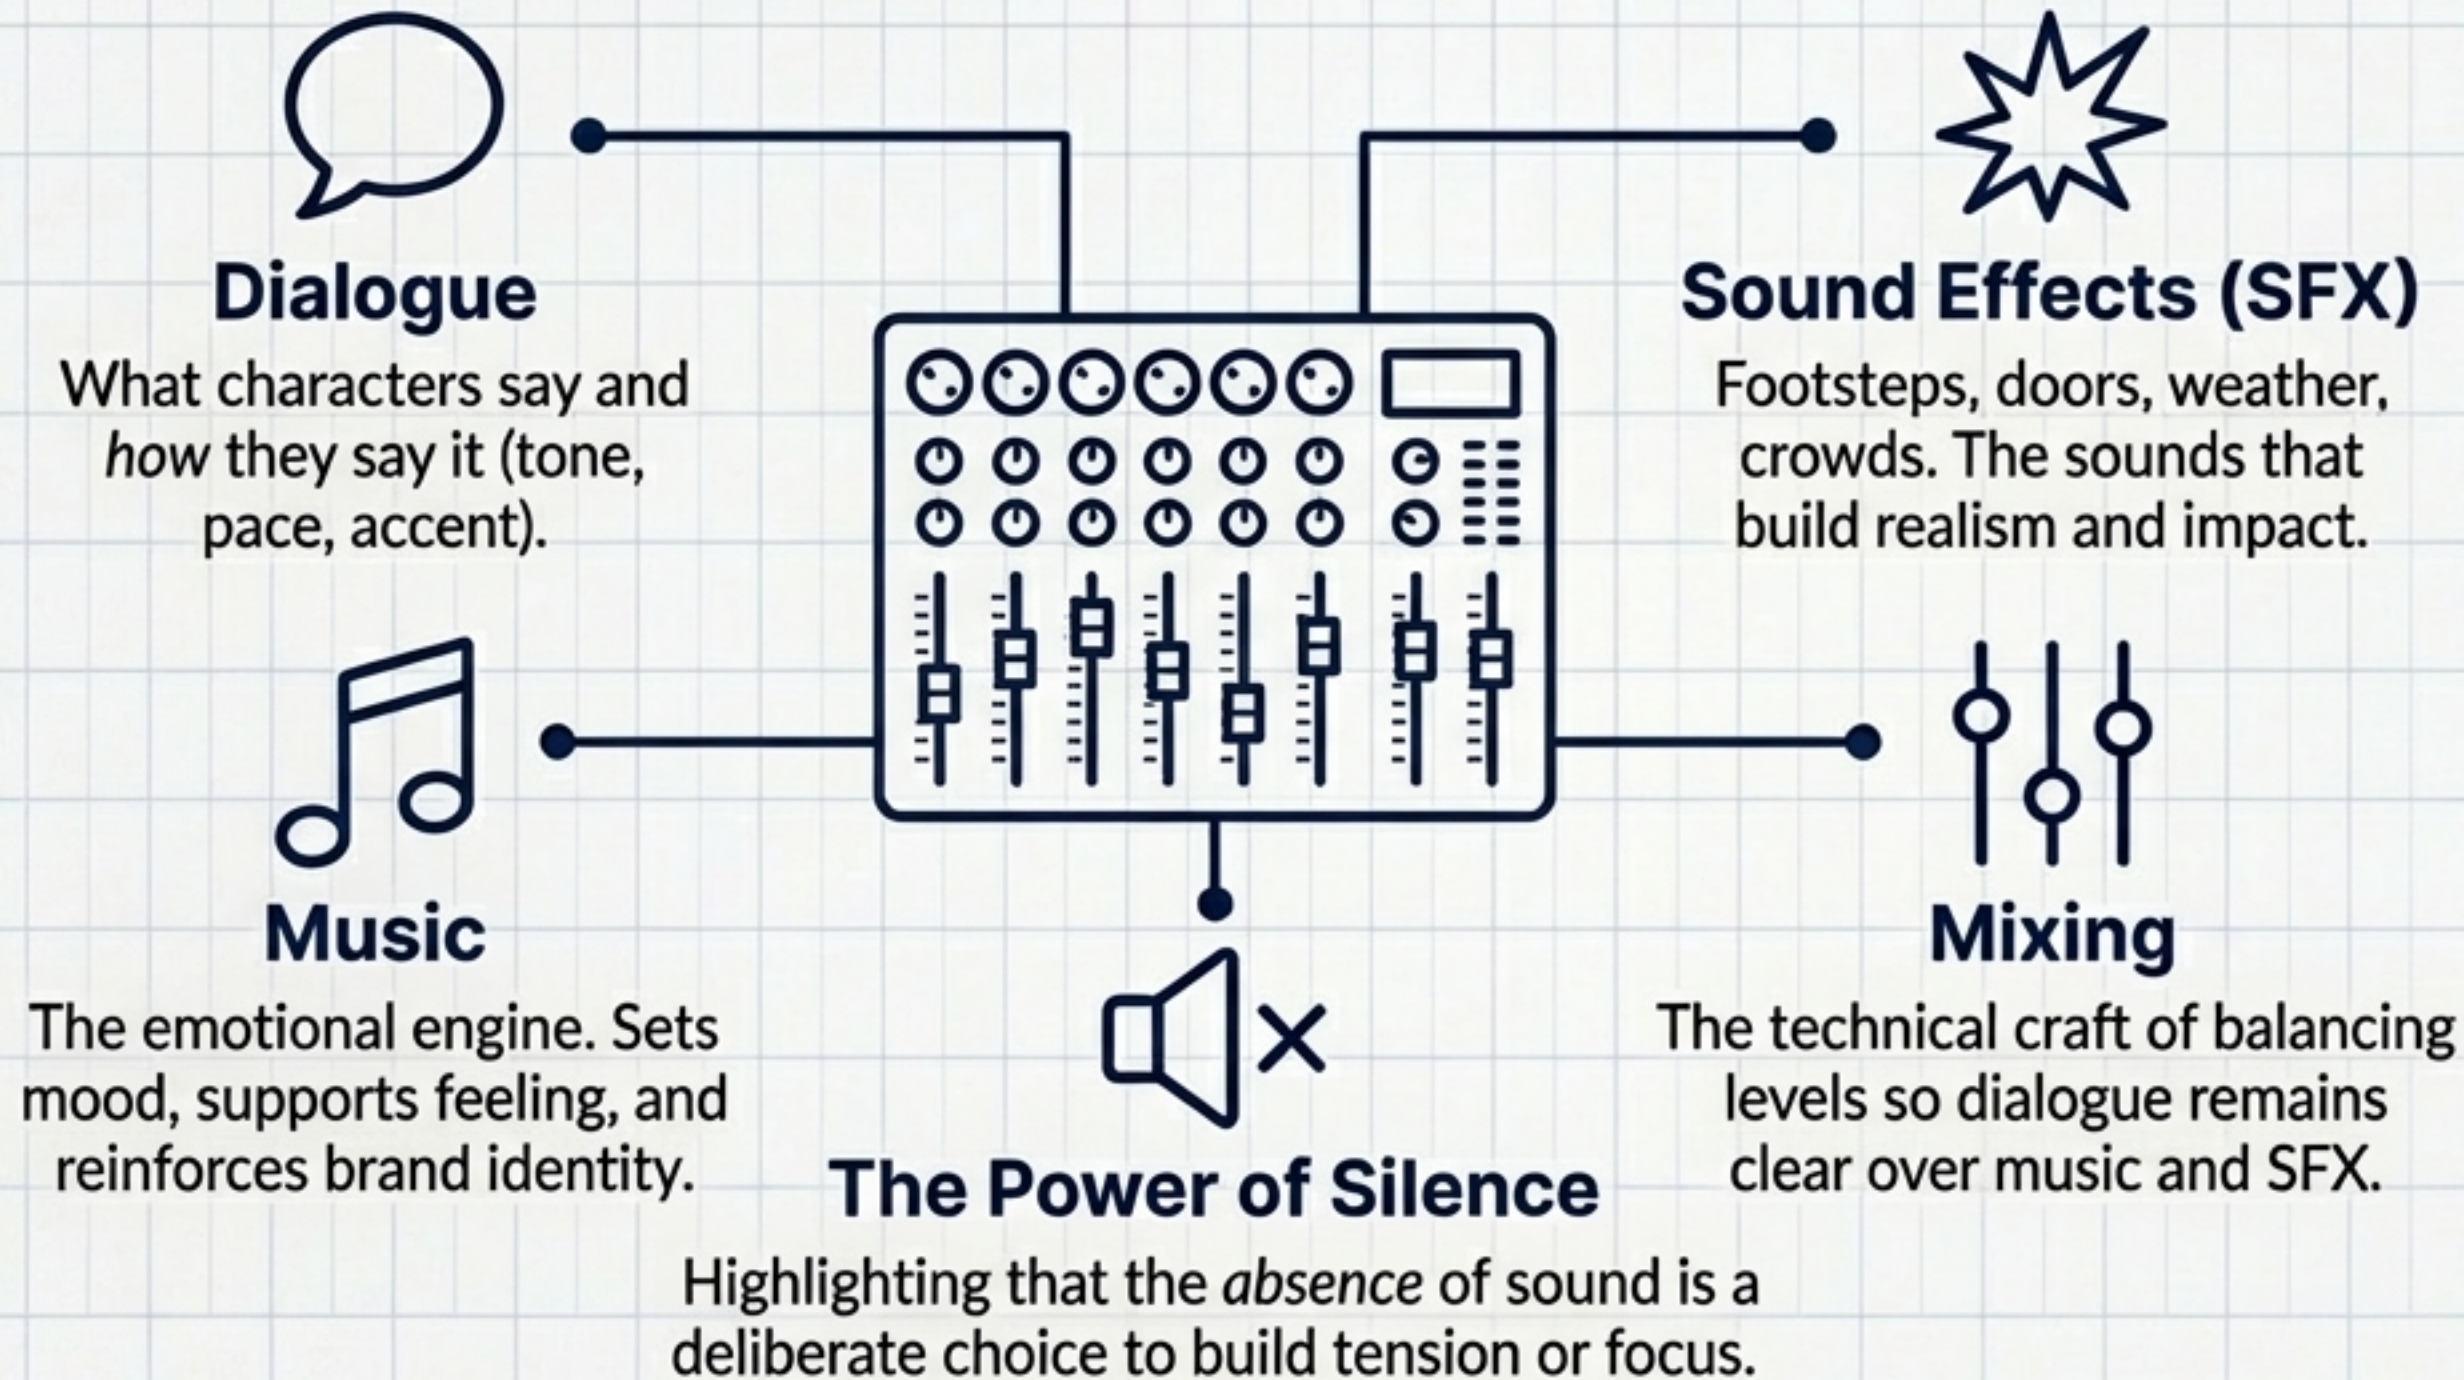 Dialogue
What characters say and
how they say it (tone,
pace, accent).
Sound Effects (SFX)
Footsteps, doors, weather,
crowds. The sounds that
build realism and impact.
Music
The emotional engine. Sets
mood, supports feeling, and
reinforces brand identity.
Mixing
The technical craft of balancing
levels so dialogue remains
clear over music and SFX.
The Power of Silence
Highlighting that the absence of sound is a
deliberate choice to build tension or focus.